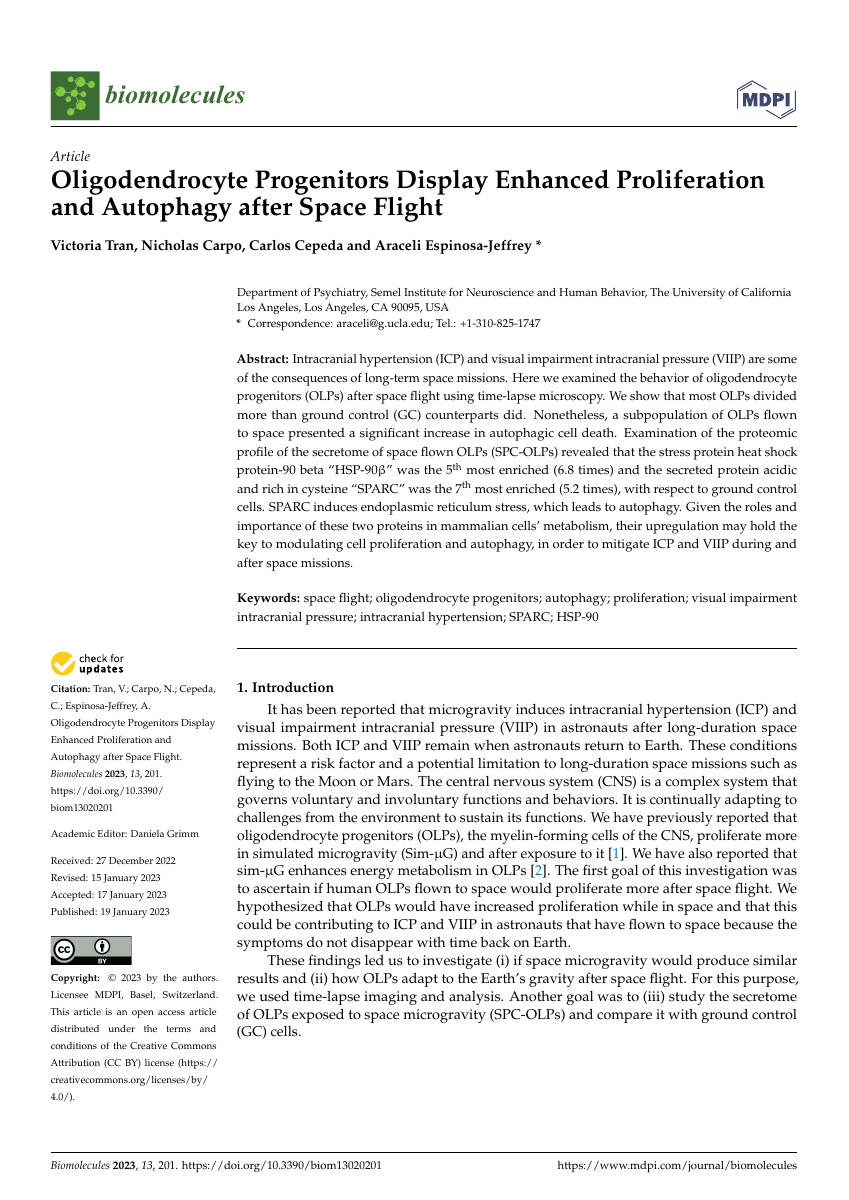 biomolecules
MDPI
Article
Oligodendrocyte Progenitors Display Enhanced Proliferation
and Autophagy after Space Flight
Victoria Tran, Nicholas Carpo, Carlos Cepeda and Araceli Espinosa-Jeffrey *
Department of Psychiatry, Semel Institute for Neuroscience and Human Behavior, The University of California
Los Angeles, Los Angeles, CA 90095, USA
* Correspondence: araceli@g.ucla.edu; Tel.: +1-310-825-1747
Abstract: Intracranial hypertension (ICP) and visual impairment intracranial pressure (VIIP) are some
of the consequences of long-term space missions. Here we examined the behavior of oligodendrocyte
progenitors (OLPs) after space flight using time-lapse microscopy. We show that most OLPs divided
more than ground control (GC) counterparts did. Nonetheless, a subpopulation of OLPs flown
to space presented a significant increase in autophagic cell death. Examination of the proteomic
profile of the secretome of space flown OLPs (SPC-OLPs) revealed that the stress protein heat shock
protein-90 beta “HSP-90β” was the 5th most enriched (6.8 times) and the secreted protein acidic
and rich in cysteine “SPARC” was the 7th most enriched (5.2 times), with respect to ground control
cells. SPARC induces endoplasmic reticulum stress, which leads to autophagy. Given the roles and
importance of these two proteins in mammalian cells’ metabolism, their upregulation may hold the
key to modulating cell proliferation and autophagy, in order to mitigate ICP and VIIP during and
after space missions.
Keywords: space flight; oligodendrocyte progenitors; autophagy; proliferation; visual impairment
intracranial pressure; intracranial hypertension; SPARC; HSP-90
check for
updates
Citation: Tran, V.; Carpo, N.; Cepeda,
C.; Espinosa-Jeffrey, A.
Oligodendrocyte Progenitors Display
Enhanced Proliferation and
Autophagy after Space Flight.
Biomolecules 2023, 13, 201.
https://doi.org/10.3390/
biom13020201
Academic Editor: Daniela Grimm
Received: 27 December 2022
Revised: 15 January 2023
Accepted: 17 January 2023
Published: 19 January 2023
CC BY
Copyright: © 2023 by the authors.
Licensee MDPI, Basel, Switzerland.
This article is an open access article
distributed under the terms and
conditions of the Creative Commons
Attribution (CC BY) license (https://
creativecommons.org/licenses/by/
4.0/).
1. Introduction
It has been reported that microgravity induces intracranial hypertension (ICP) and
visual impairment intracranial pressure (VIIP) in astronauts after long-duration space
missions. Both ICP and VIIP remain when astronauts return to Earth. These conditions
represent a risk factor and a potential limitation to long-duration space missions such as
flying to the Moon or Mars. The central nervous system (CNS) is a complex system that
governs voluntary and involuntary functions and behaviors. It is continually adapting to
challenges from the environment to sustain its functions. We have previously reported that
oligodendrocyte progenitors (OLPs), the myelin-forming cells of the CNS, proliferate more
in simulated microgravity (Sim-µG) and after exposure to it [1]. We have also reported that
sim-µG enhances energy metabolism in OLPs [2]. The first goal of this investigation was
to ascertain if human OLPs flown to space would proliferate more after space flight. We
hypothesized that OLPs would have increased proliferation while in space and that this
could be contributing to ICP and VIIP in astronauts that have flown to space because the
symptoms do not disappear with time back on Earth.
These findings led us to investigate (i) if space microgravity would produce similar
results and (ii) how OLPs adapt to the Earth’s gravity after space flight. For this purpose,
we used time-lapse imaging and analysis. Another goal was to (iii) study the secretome
of OLPs exposed to space microgravity (SPC-OLPs) and compare it with ground control
(GC) cells.
Biomolecules 2023, 13, 201. https://doi.org/10.3390/biom13020201
https://www.mdpi.com/journal/biomolecules